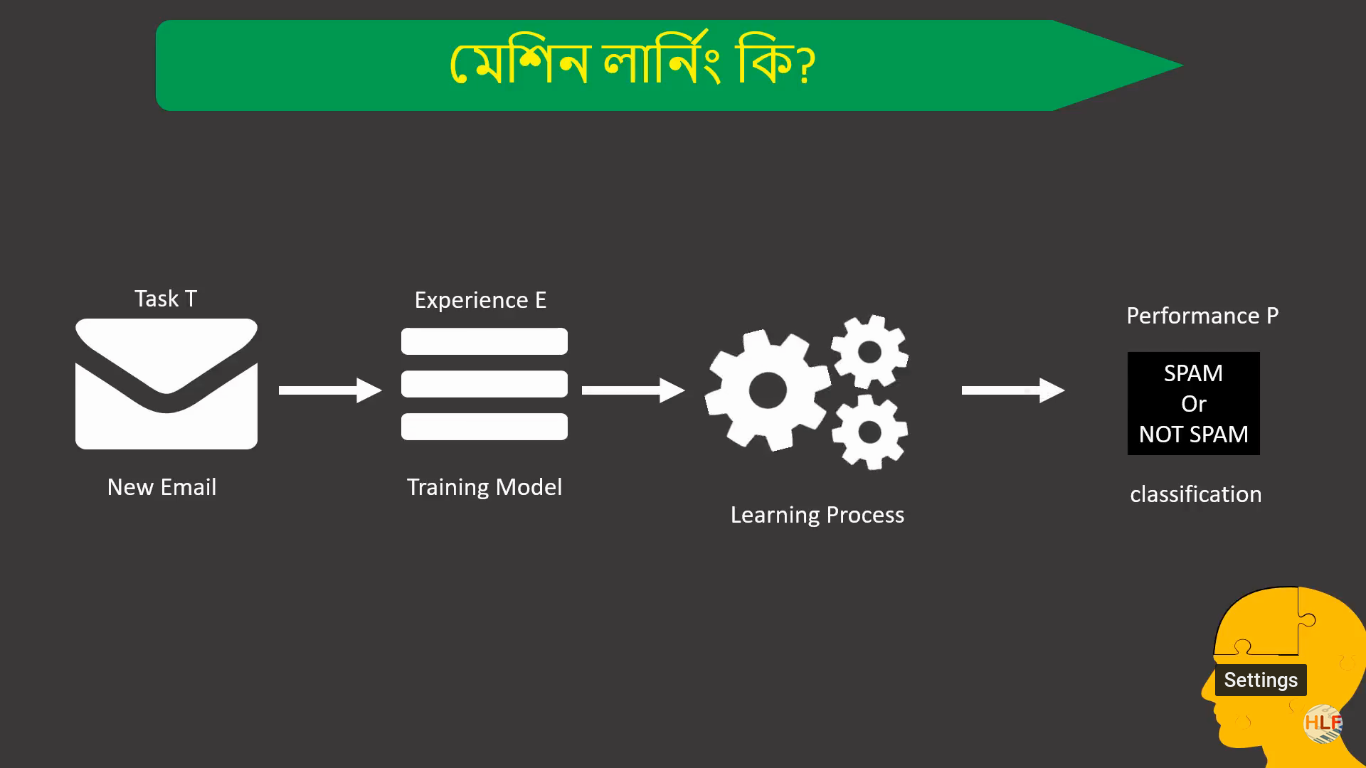 মেশিন লার্নিং কি?
Task T
Experience E
Performance P
SPAM
Or
NOT SPAM
New Email
Training Model
Learning Process
classification
Settings
HLF